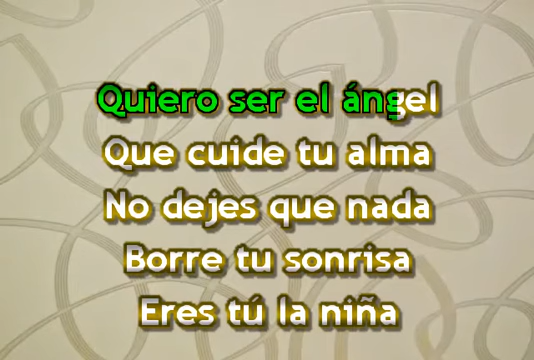 Quiero ser el ángel
Que cuide tu alma
No dejes que nada
Borre tu sonrisa
Eres tú la niña